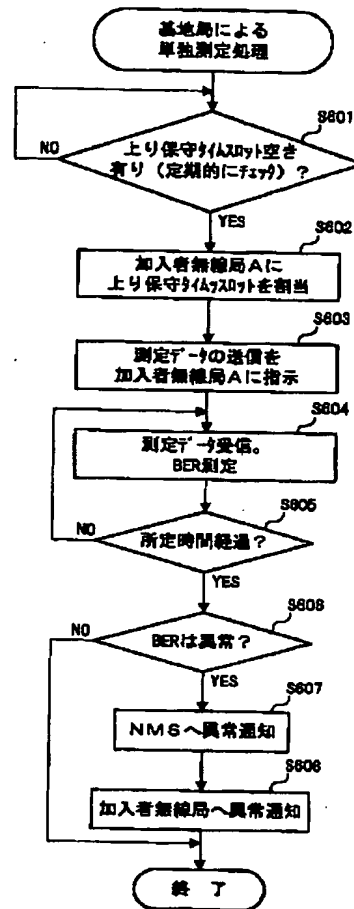 基地局による
単独測定処理
S601
上り保守タイムスロット空き
有り（定期的にチェック）？
NO
YES
S602
加入者無線局Aに
上り保守タイムスロットを割当
S603
測定データの送信を
加入者無線局Aに指示
S604
測定データ受信。
BER測定
S605
所定時間経過？
NO
YES
S606
BERは異常？
NO
YES
S607
NMSへ異常通知
S606
加入者無線局へ異常通知
終了